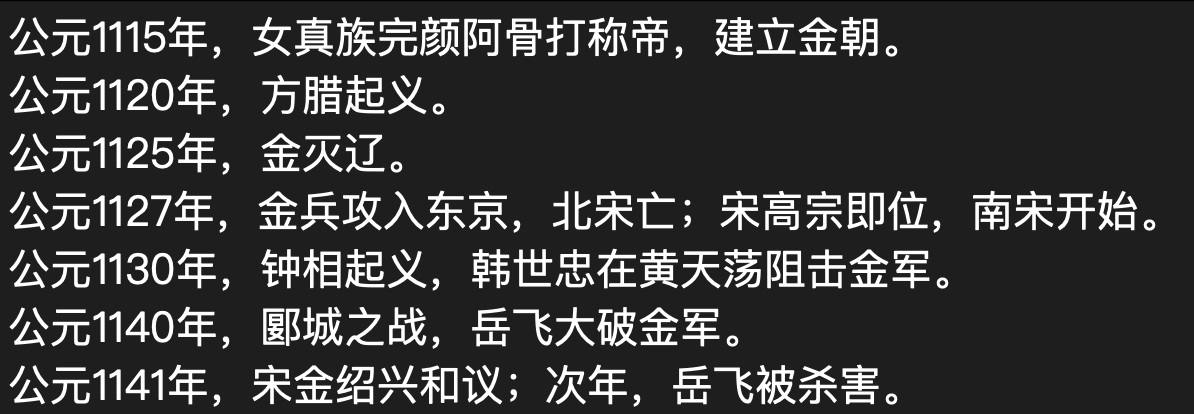 公元1115年，女真族完颜阿骨打称帝，建立金朝。
公元1120年，方腊起义。
公元1125年，金灭辽。
公元1127年，金兵攻入东京，北宋亡；宋高宗即位，南宋开始。
公元1130年，钟相起义，韩世忠在黄天荡阻击金军。
公元1140年，郾城之战，岳飞大破金军。
公元1141年，宋金绍兴和议；次年，岳飞被杀害。